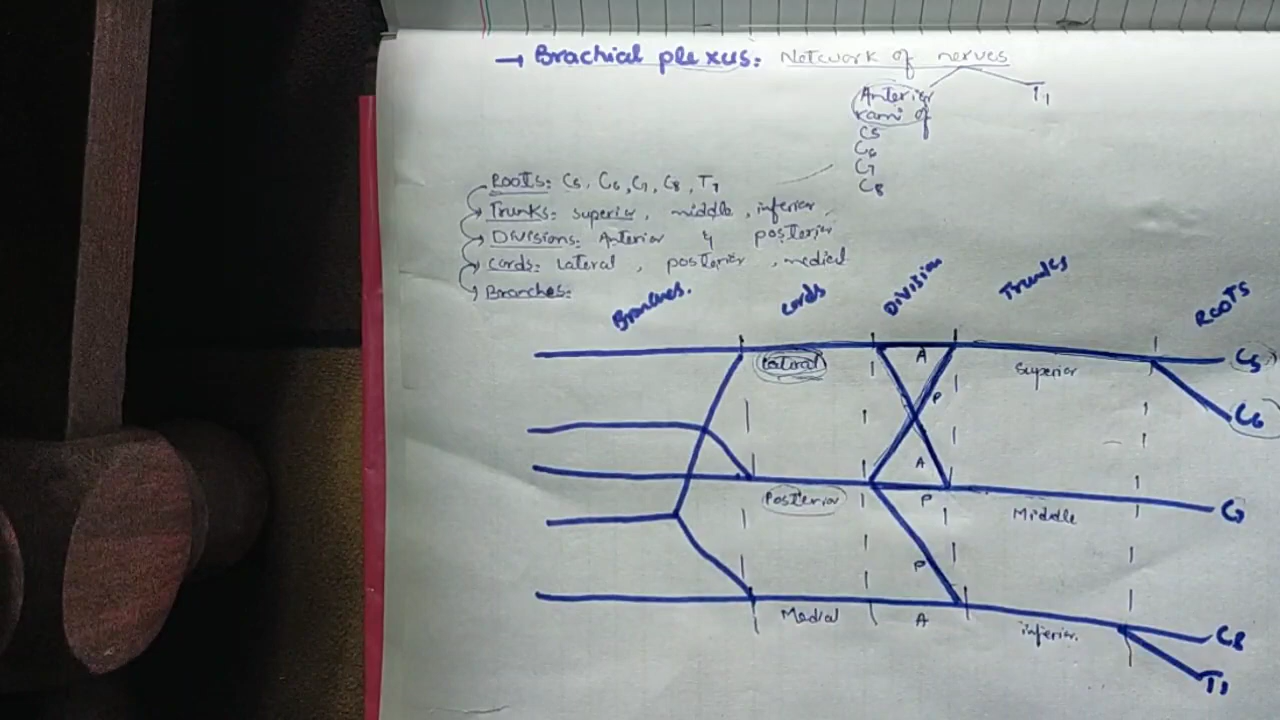 → Brachial plexus: Network of nerves
Anterior T1
rami of
C5
C6
C7
C8
Roots: C5, C6, C7, C8, T1
Trunks: superior, middle, inferior,
Divisions: Anterior & posterior
cords: Lateral, posterior, medial
Branches:
Branches. cords Division Trunks ROOTS
Lateral A Superior C5
P C6
A
Posterior P Middle C7
P
Medial A inferior. C8
T1